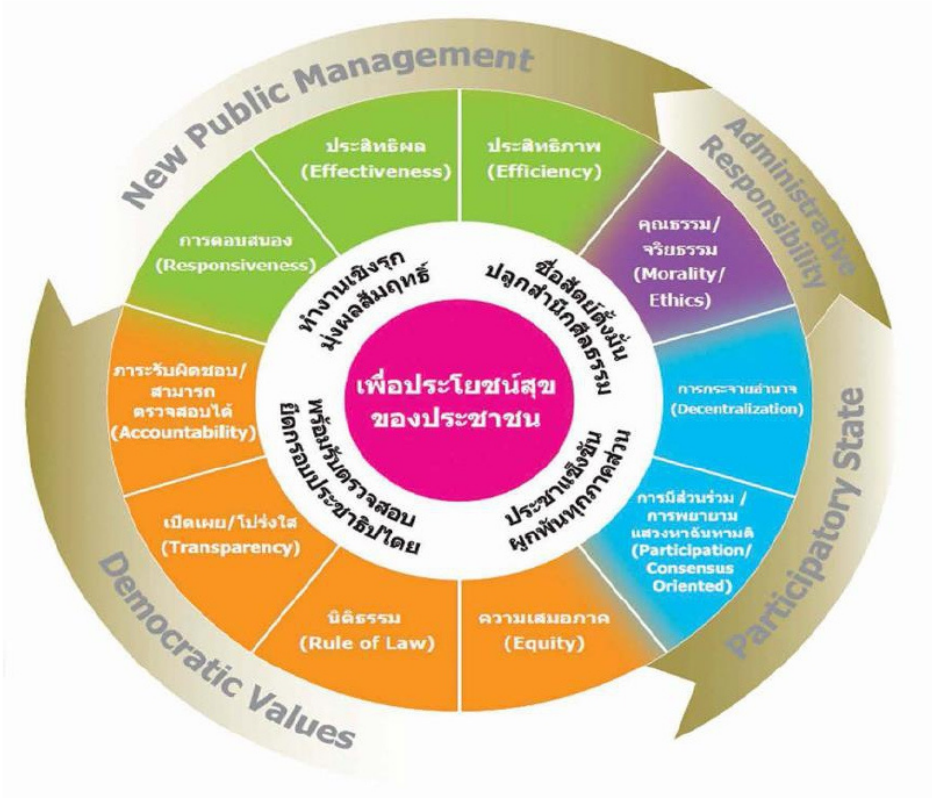 New Public Management
Administrative
Responsibility
Participatory State
Democratic Values
ประสิทธิผล
(Effectiveness)
ประสิทธิภาพ
(Efficiency)
คุณธรรม/
จริยธรรม
(Morality/
Ethics)
การกระจายอำนาจ
(Decentralization)
การมีส่วนร่วม /
การพยายาม
แสวงหาฉันทามติ
(Participation/
Consensus
Oriented)
ความเสมอภาค
(Equity)
นิติธรรม
(Rule of Law)
เปิดเผย/โปร่งใส
(Transparency)
ภาระรับผิดชอบ/
สามารถ
ตรวจสอบได้
(Accountability)
การตอบสนอง
(Responsiveness)
ทำงานเชิงรุก
มุ่งผลสัมฤทธิ์
ซื่อสัตย์ตั้งมั่น
ปลูกสำนึกศีลธรรม
ประชาแข็งขัน
ผูกพันทุกภาคส่วน
พร้อมรับตรวจสอบ
ยึดกรอบประชาธิปไตย
เพื่อประโยชน์สุข
ของประชาชน